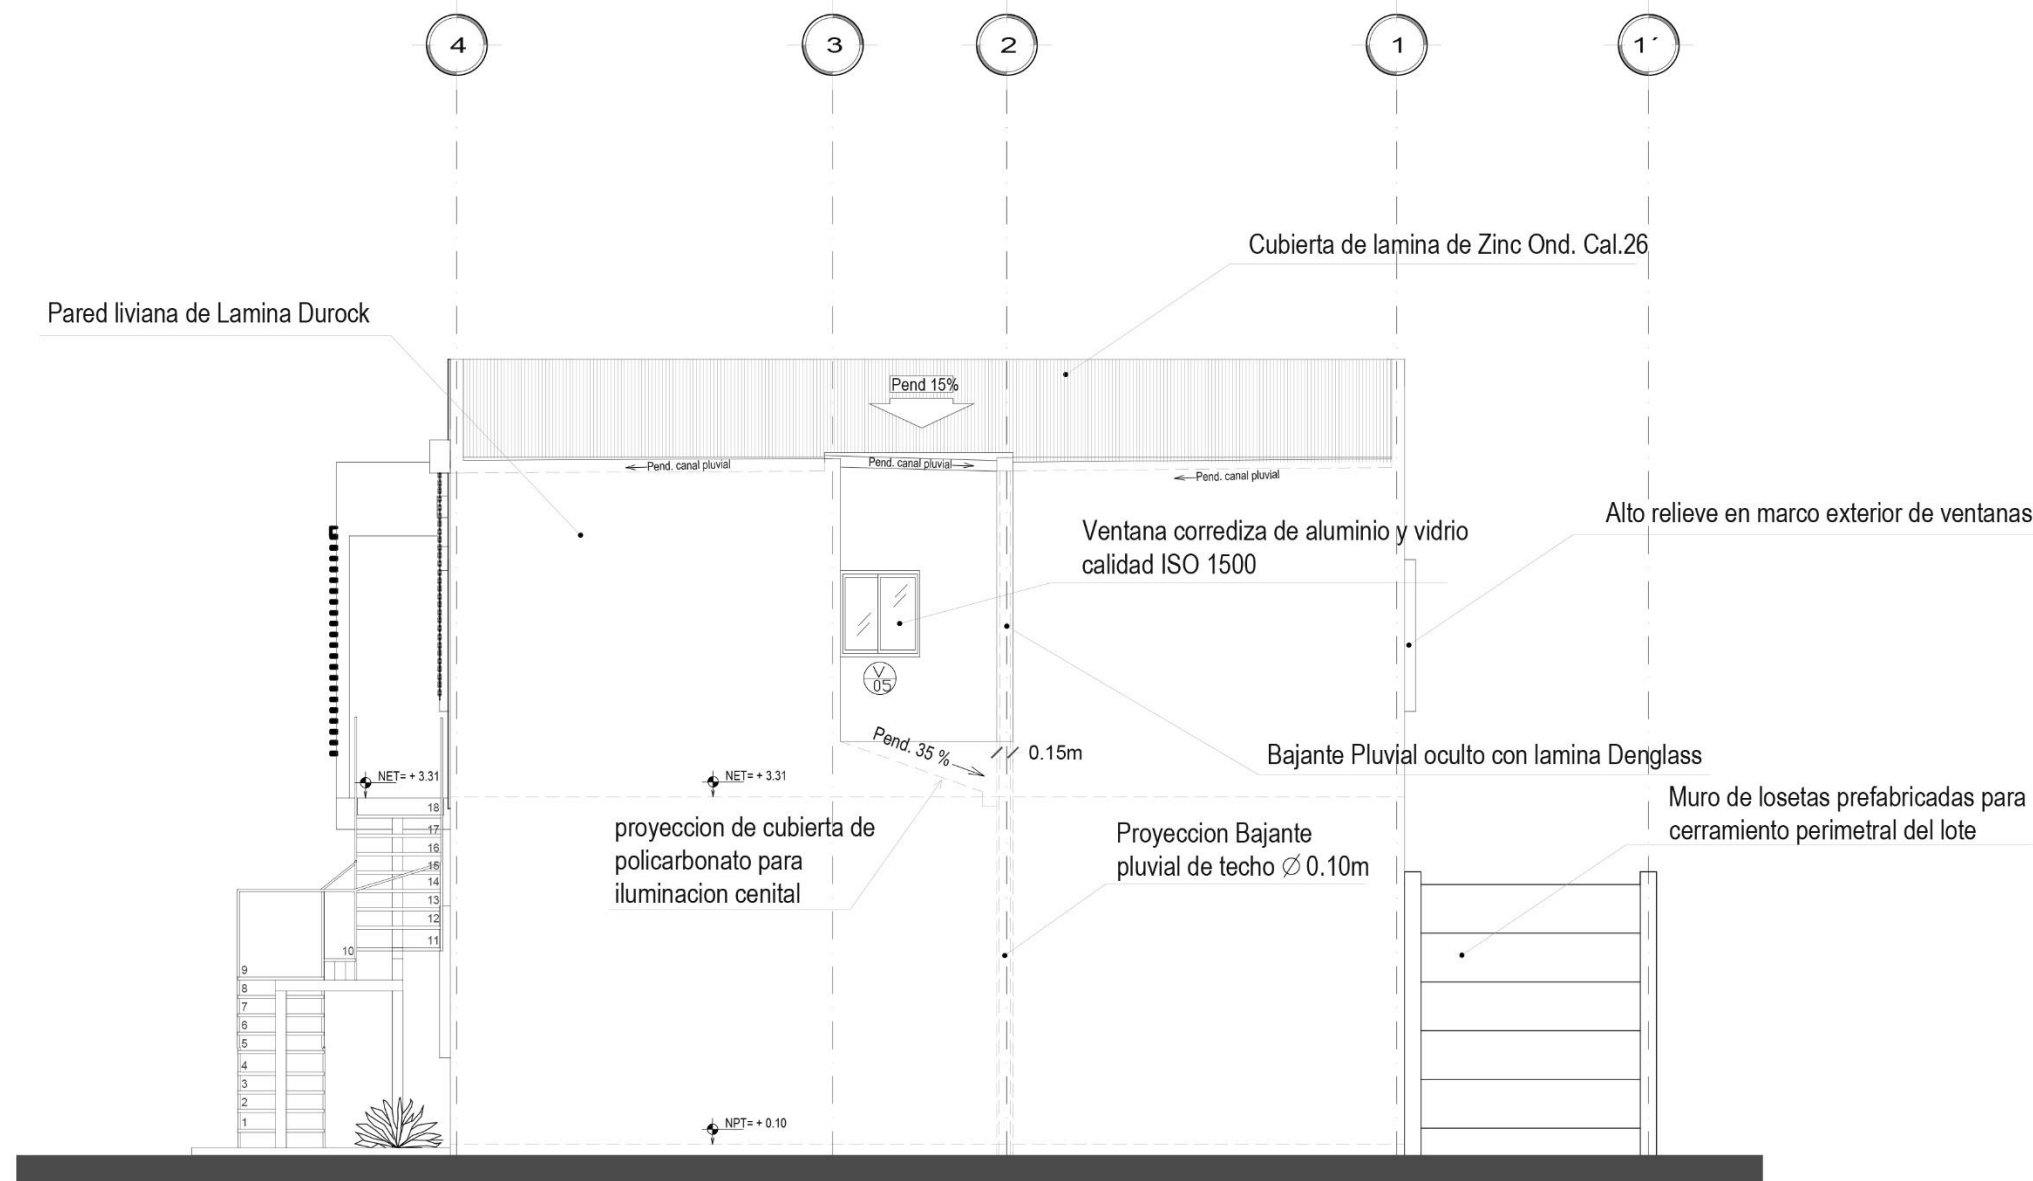 4
3
2
1
1´
Cubierta de lamina de Zinc Ond. Cal.26
Pared liviana de Lamina Durock
Pend 15%
Pend. canal pluvial
Pend. canal pluvial
Pend. canal pluvial
Alto relieve en marco exterior de ventanas
Ventana corrediza de aluminio y vidrio
calidad ISO 1500
V
05
Pend. 35 %
0.15m
Bajante Pluvial oculto con lamina Denglass
NET= + 3.31
NET= + 3.31
Muro de losetas prefabricadas para
cerramiento perimetral del lote
proyeccion de cubierta de
policarbonato para
iluminacion cenital
Proyeccion Bajante
pluvial de techo ∅ 0.10m
18
17
16
15
14
13
12
11
10
9
8
7
6
5
4
3
2
1
NPT= + 0.10